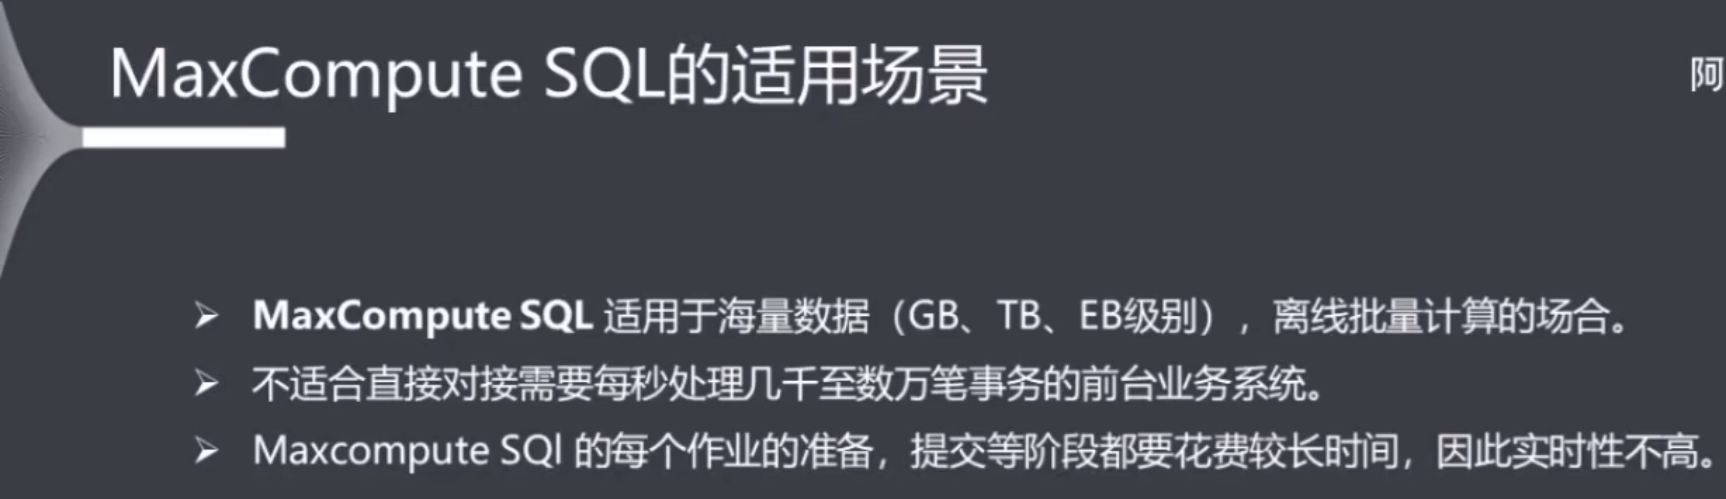 MaxCompute SQL的适用场景
阿
MaxCompute SQL 适用于海量数据（GB、TB、EB级别），离线批量计算的场合。
不适合直接对接需要每秒处理几千至数万笔事务的前台业务系统。
Maxcompute SQl 的每个作业的准备，提交等阶段都要花费较长时间，因此实时性不高。